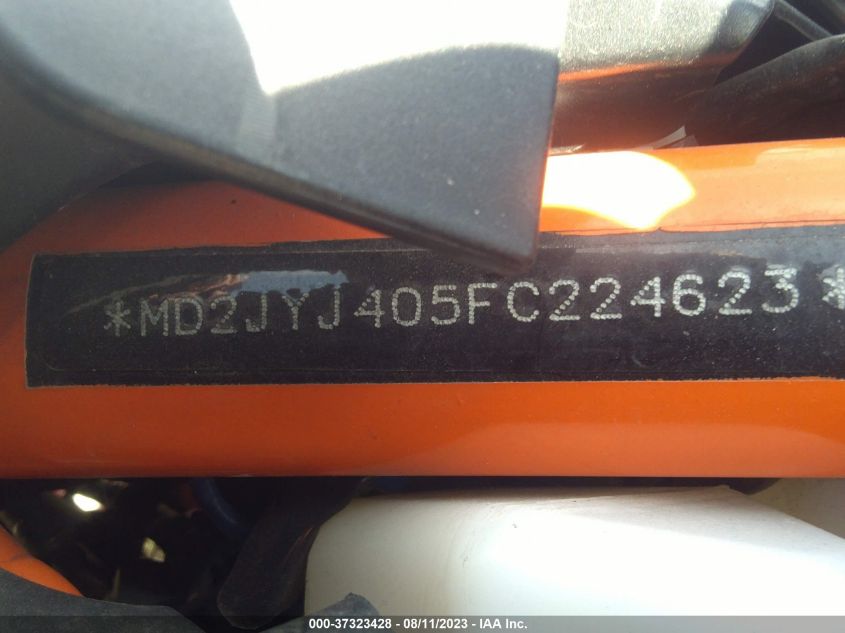 *MD2JYJ405FC224623*
000-37323428 - 08/11/2023 - IAA Inc.